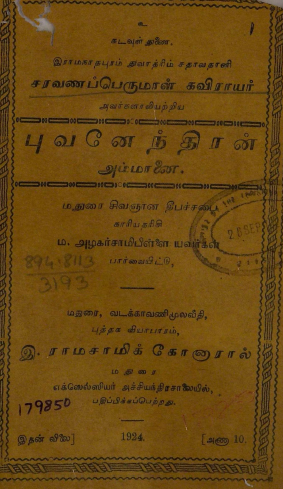 உ
கடவுள் துணை.
இராமநாதபுரம் துவாத்ரிம் சதாவதானி
சரவணப்பெருமாள் கவிராயர்
அவர்களாலியற்றிய
புவனேந்திரன்
அம்மானை.
மதுரை சிவஞான தீபச்சபை
காரியதரிசி
ம. அழகர்சாமிபிள்ளை யவர்கள்
பார்வையிட்டு,
894.8113
3193
மதுரை, வடக்காவணிமூலவீதி,
புத்தக வியாபாரம்,
இ. ராமசாமிக் கோனாரால்
மதுரை
எக்ஸெல்ஸியர் அச்சியந்திரசாலையில்,
பதிப்பிக்கப்பெற்றது.
179850
இதன் விலை] 1924. [அணா 10.